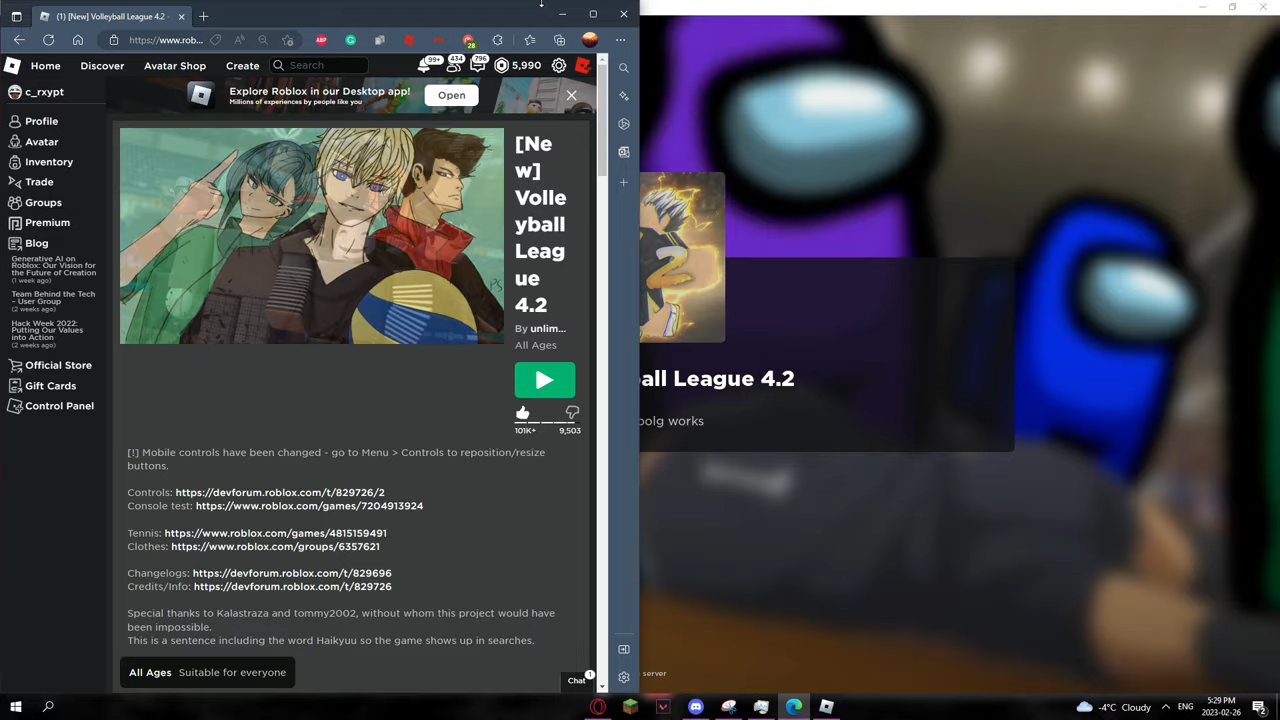 (1) [New] Volleyball League 4.2 -
https://www.rob...
ABP
28
Home
Discover
Avatar Shop
Create
Search
99+
434
796
5,990
c_rxypt
Explore Roblox in our Desktop app!
Millions of experiences by people like you
Open
Profile
Avatar
Inventory
Trade
Groups
Premium
Blog
Generative AI on
Roblox: Our Vision for
the Future of Creation
(1 week ago)
Team Behind the Tech
– User Group
(2 weeks ago)
Hack Week 2022:
Putting Our Values
into Action
(2 weeks ago)
Official Store
Gift Cards
Control Panel
[Ne
w]
Volle
yball
Leag
ue
4.2
By unlim...
All Ages
101K+
9,503
[!] Mobile controls have been changed - go to Menu > Controls to reposition/resize
buttons.
Controls: https://devforum.roblox.com/t/829726/2
Console test: https://www.roblox.com/games/7204913924
Tennis: https://www.roblox.com/games/4815159491
Clothes: https://www.roblox.com/groups/6357621
Changelogs: https://devforum.roblox.com/t/829696
Credits/Info: https://devforum.roblox.com/t/829726
Special thanks to Kalastraza and tommy2002, without whom this project would have
been impossible.
This is a sentence including the word Haikyuu so the game shows up in searches.
All Ages Suitable for everyone
Chat
1
2
all League 4.2
bolg works
server
-4°C Cloudy
ENG
5:29 PM
2023-02-26
2